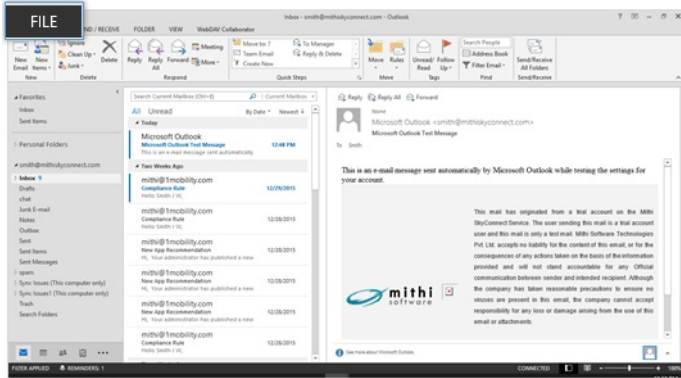 FILE
Inbox - smith@mithiskyconnect.com - Outlook
SEND / RECEIVE FOLDER VIEW WebDAV Collaborator
New Email
New Items
Ignore
Clean Up
Junk
Delete
Reply
Reply All
Forward
Meeting
More
Move to: ?
Team Email
Create New
To Manager
Reply & Delete
Move
Rules
Unread/ Read
Follow Up
Search People
Address Book
Filter Email
Send/Receive All Folders
New Delete Respond Quick Steps Move Tags Find Send/Receive
Favorites
Inbox
Sent Items
Personal Folders
smith@mithiskyconnect.com
Inbox 9
Drafts
chat
Junk E-mail
Notes
Outbox
Sent
Sent Items
Sent Messages
spam
Sync Issues (This computer only)
Sync Issues1 (This computer only)
Trash
Search Folders
Search Current Mailbox (Ctrl+E) Current Mailbox
All Unread By Date Newest
Today
Microsoft Outlook
Microsoft Outlook Test Message 12:48 PM
This is an e-mail message sent automatically
Two Weeks Ago
mithi@1mobility.com
Compliance Rule 12/29/2015
Hello Smith J W,
mithi@1mobility.com
Compliance Rule 12/28/2015
Hello Smith J W,
mithi@1mobility.com
New App Recommendation 12/28/2015
Hi, Your administrator has published a new
mithi@1mobility.com
New App Recommendation 12/28/2015
Hi, Your administrator has published a new
mithi@1mobility.com
New App Recommendation 12/28/2015
Hi, Your administrator has published a new
mithi@1mobility.com
Compliance Rule 12/28/2015
Hello Smith J W,
Reply Reply All Forward
None
Microsoft Outlook <smith@mithiskyconnect.com>
Microsoft Outlook Test Message
To Smith
This is an e-mail message sent automatically by Microsoft Outlook while testing the settings for
your account.
This mail has originated from a trial account on the Mithi
SkyConnect Service. The user sending this mail is a trial account
user and this mail is only a test mail. Mithi Software Technologies
Pvt. Ltd. accepts no liability for the content of this email, or for the
consequences of any actions taken on the basis of the information
provided and will not stand accountable for any Official
communication between sender and intended recipient. Although
the company has taken reasonable precautions to ensure no
viruses are present in this email, the company cannot accept
responsibility for any loss or damage arising from the use of this
email or attachments.
mithi
software
See more about Microsoft Outlook.
FILTER APPLIED REMINDERS: 1 CONNECTED 100%